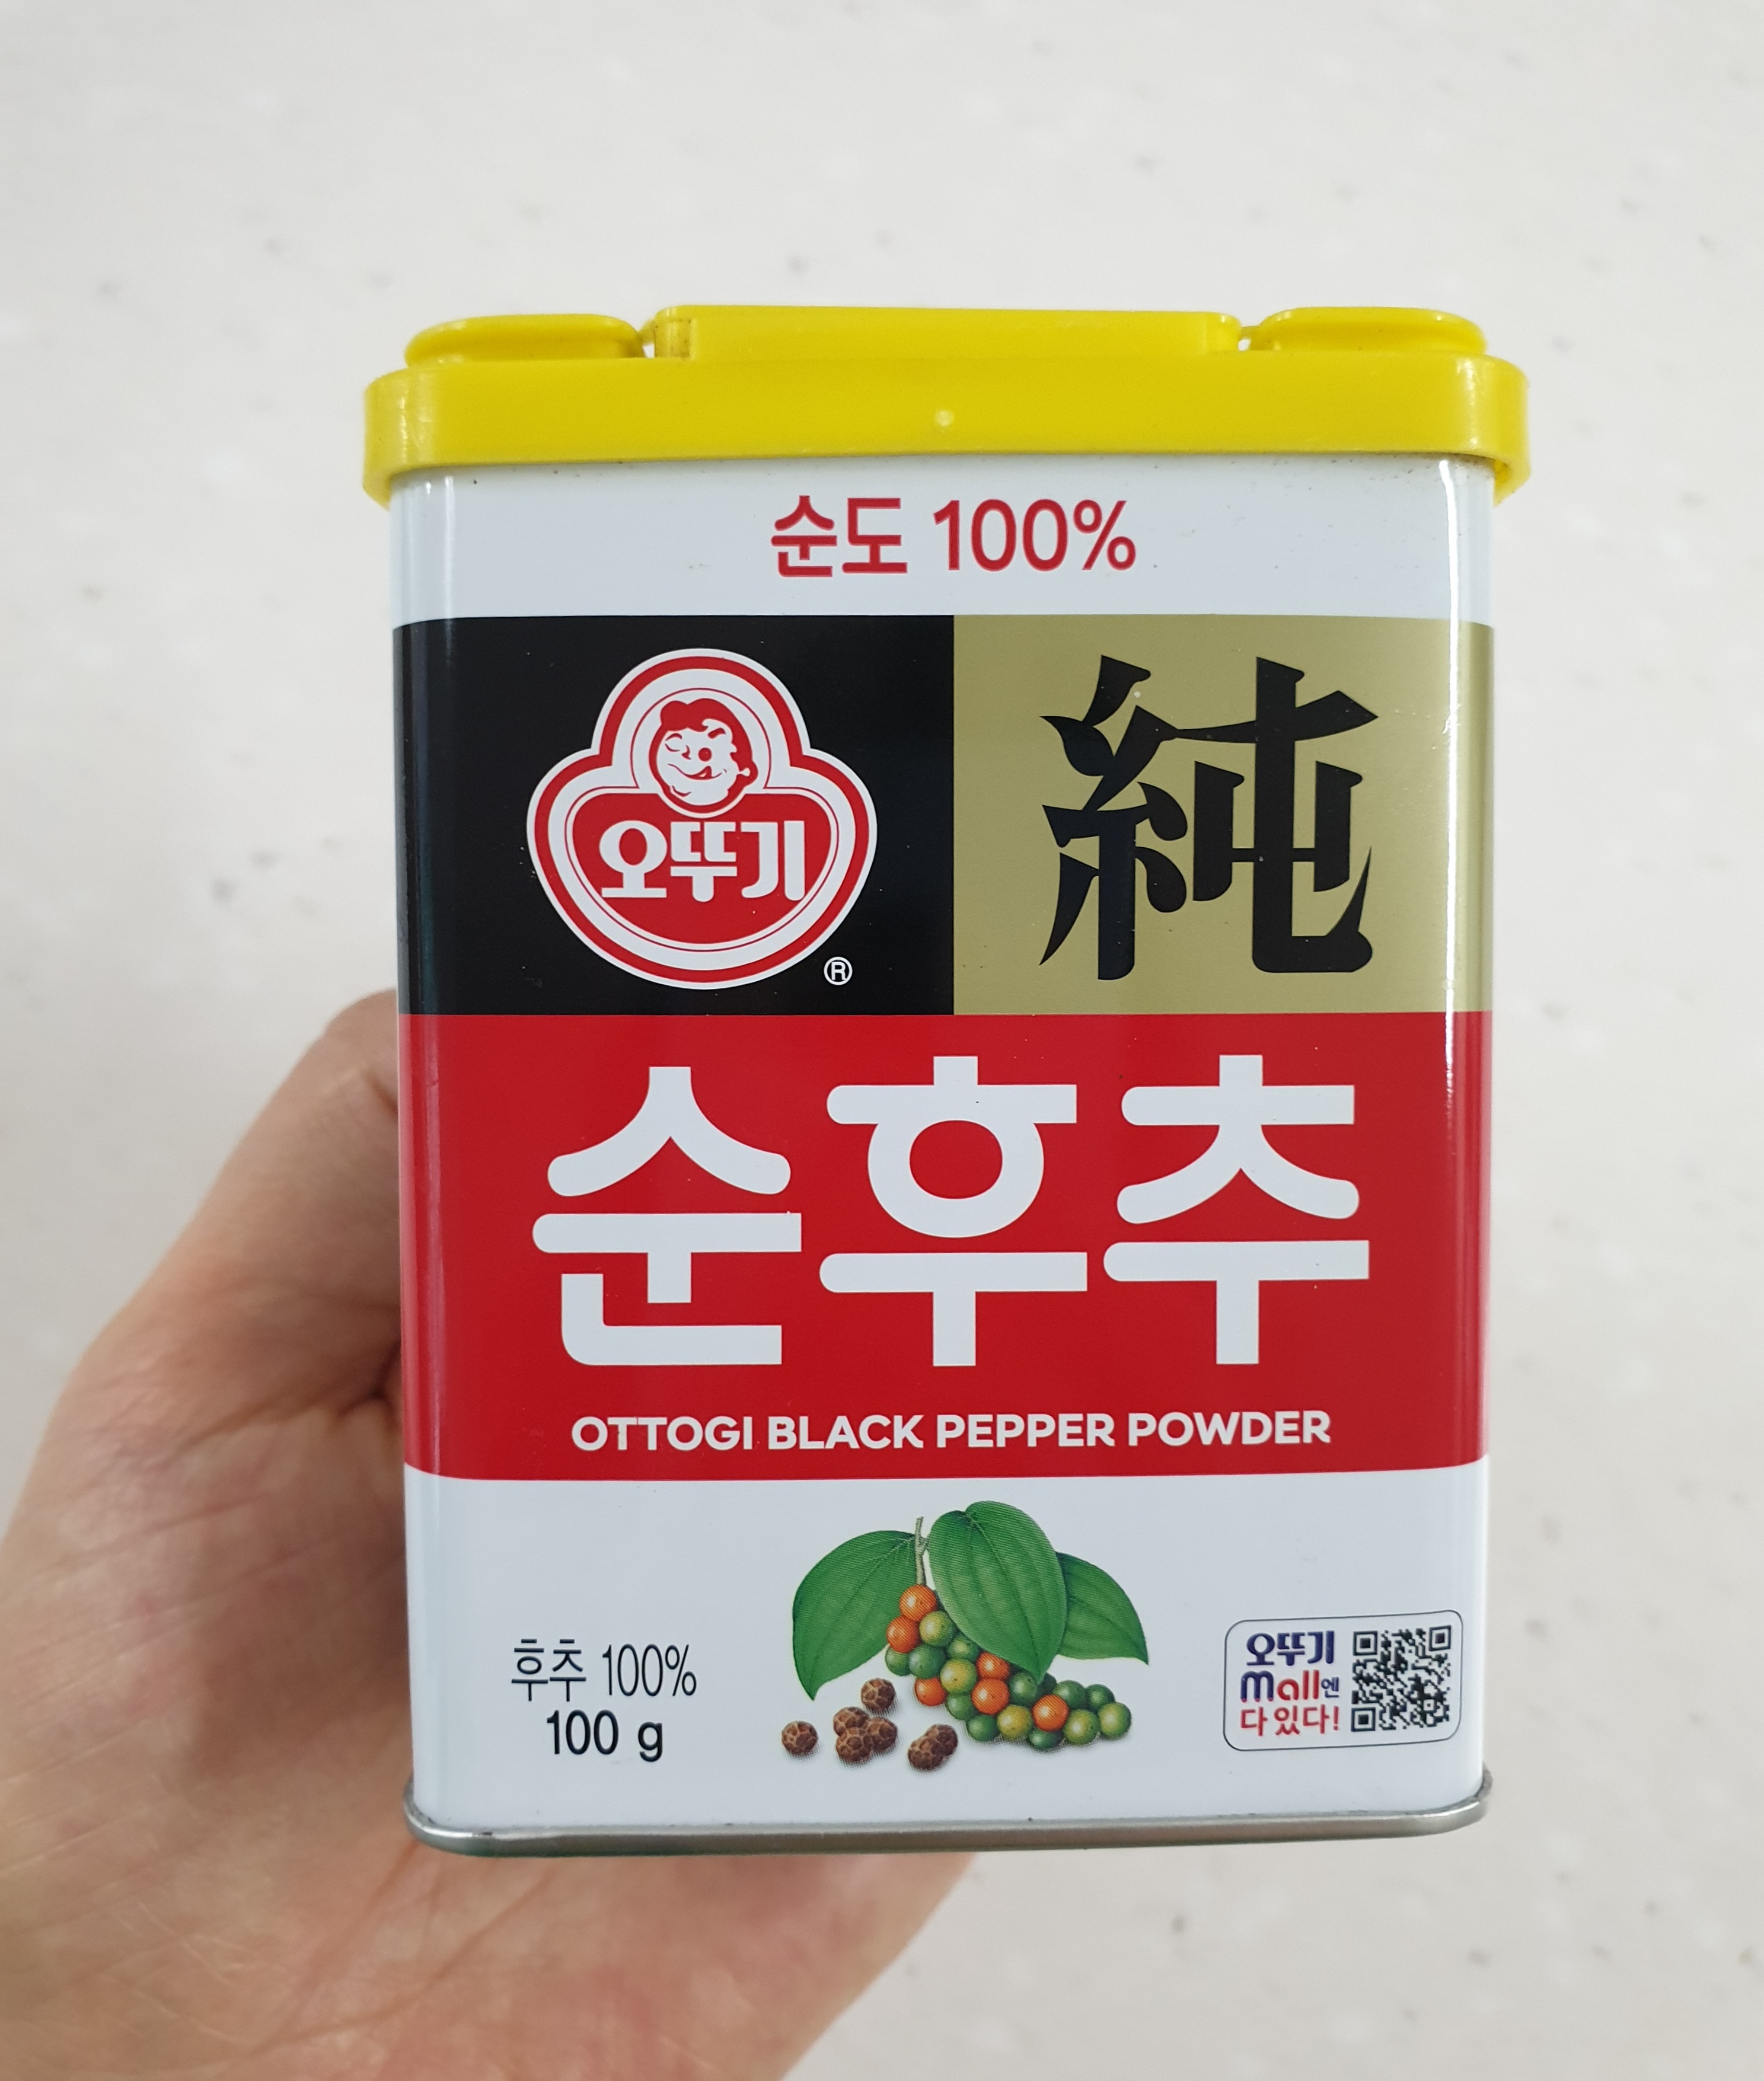 순도 100%
오뚜기
®
純
순후추
OTTOGI BLACK PEPPER POWDER
후추 100%
100 g
오뚜기
mall엔
다 있다!